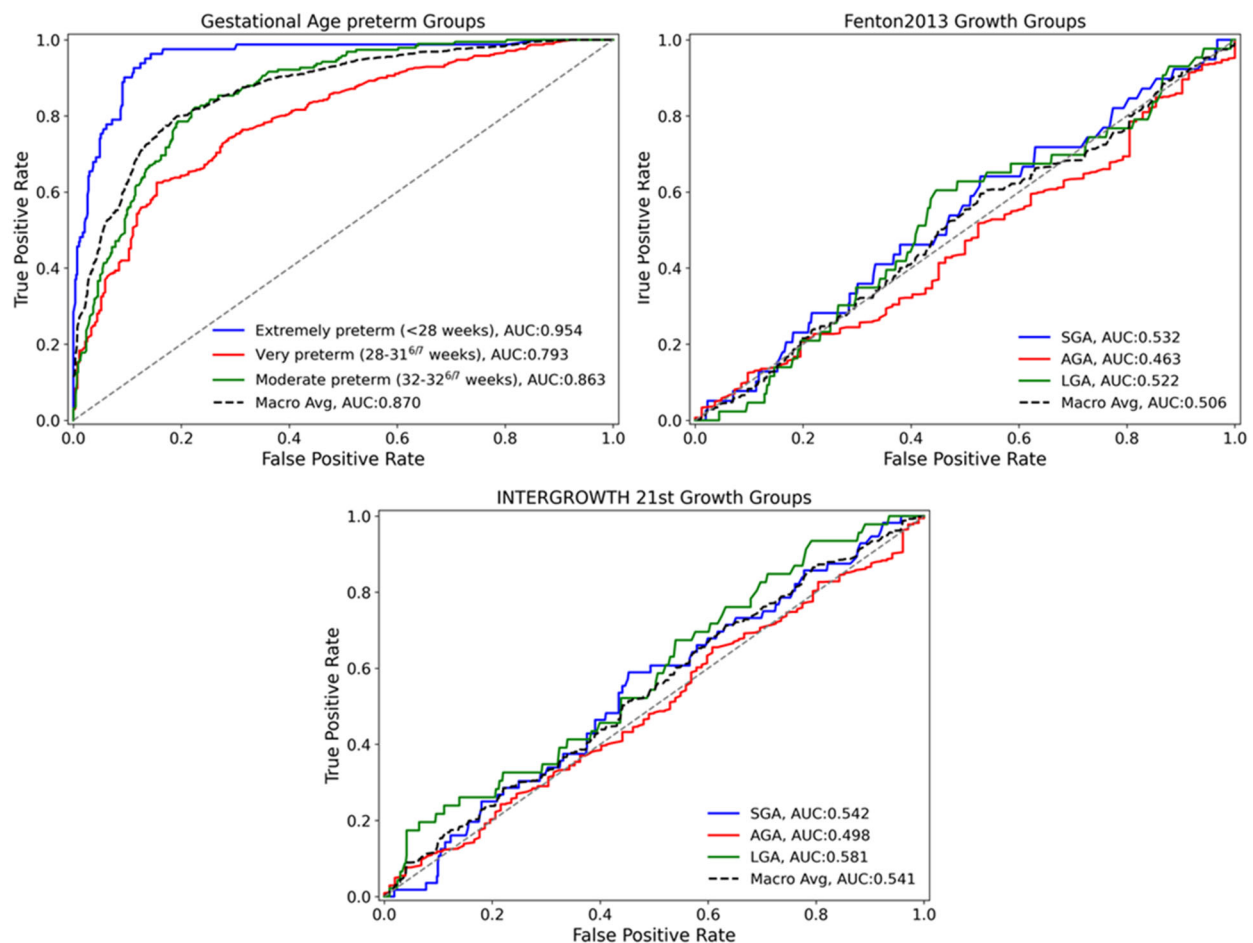 Gestational Age preterm Groups
1.0
0.8
0.6
0.4
0.2
0.0
True Positive Rate
Extremely preterm (<28 weeks), AUC:0.954
Very preterm (28-31⁶ᐟ⁷ weeks), AUC:0.793
Moderate preterm (32-32⁶ᐟ⁷ weeks), AUC:0.863
Macro Avg, AUC:0.870
0.0 0.2 0.4 0.6 0.8 1.0
False Positive Rate
Fenton2013 Growth Groups
1.0
0.8
0.6
0.4
0.2
0.0
True Positive Rate
SGA, AUC:0.532
AGA, AUC:0.463
LGA, AUC:0.522
Macro Avg, AUC:0.506
0.0 0.2 0.4 0.6 0.8 1.0
False Positive Rate
INTERGROWTH 21st Growth Groups
1.0
0.8
0.6
0.4
0.2
0.0
True Positive Rate
SGA, AUC:0.542
AGA, AUC:0.498
LGA, AUC:0.581
Macro Avg, AUC:0.541
0.0 0.2 0.4 0.6 0.8 1.0
False Positive Rate